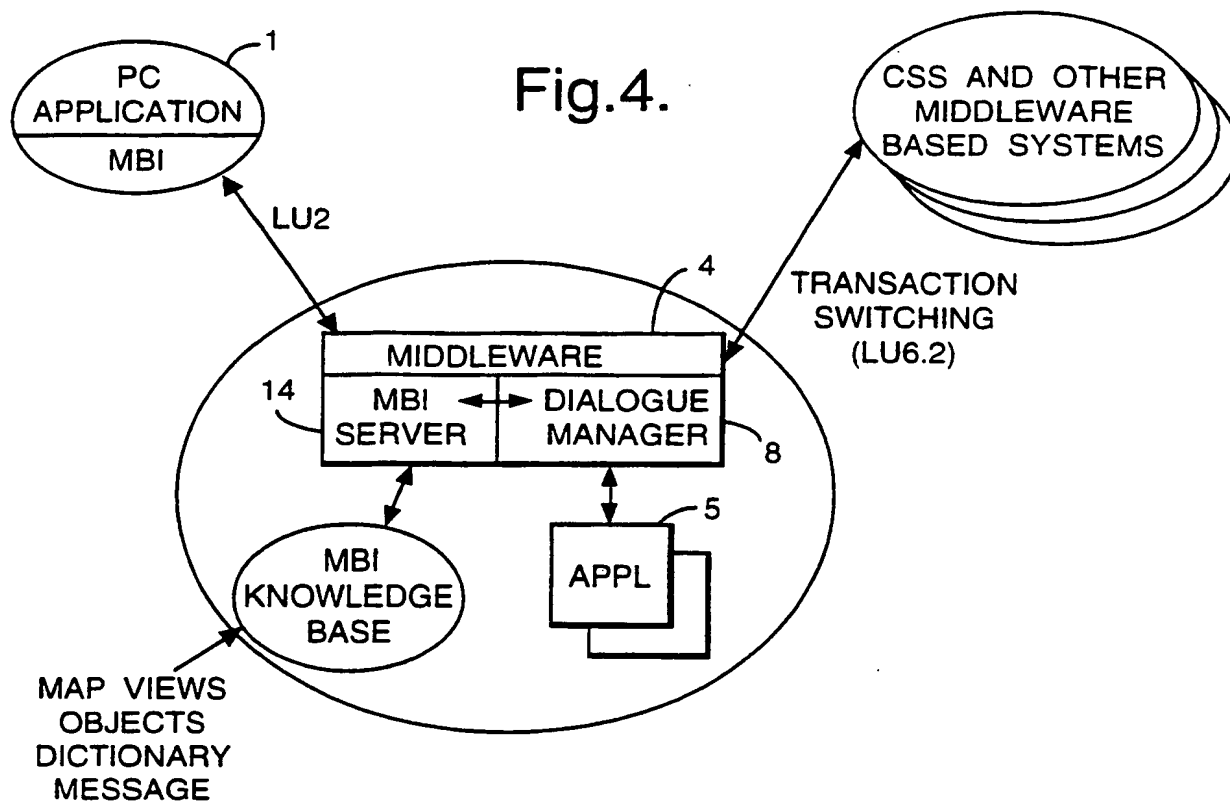 1
PC
APPLICATION
MBI
Fig.4.
CSS AND OTHER
MIDDLEWARE
BASED SYSTEMS
LU2
4
TRANSACTION
SWITCHING
(LU6.2)
MIDDLEWARE
14
MBI
SERVER
DIALOGUE
MANAGER
8
5
MBI
KNOWLEDGE
BASE
APPL
MAP VIEWS
OBJECTS
DICTIONARY
MESSAGE